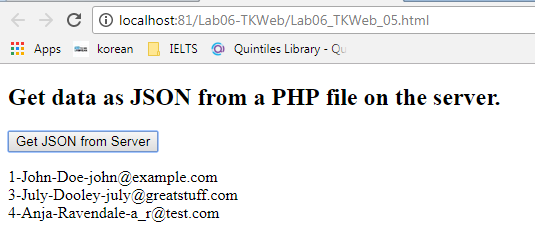 localhost:81/Lab06-TKWeb/Lab06_TKWeb_05.html
Apps korean IELTS Quintiles Library - Qu
Get data as JSON from a PHP file on the server.
Get JSON from Server
1-John-Doe-john@example.com
3-July-Dooley-july@greatstuff.com
4-Anja-Ravendale-a_r@test.com